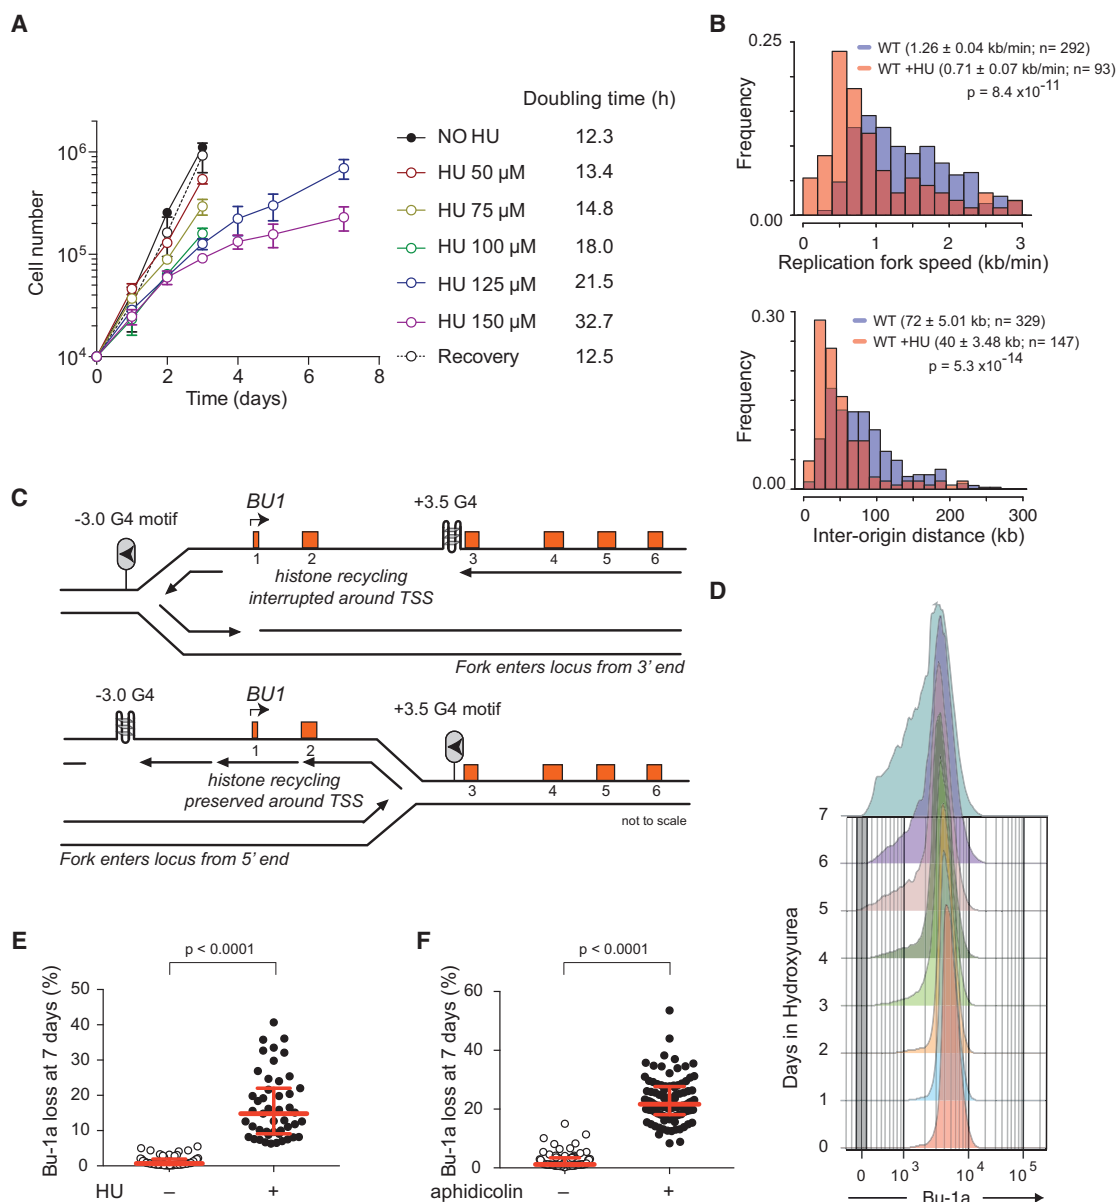 A
Doubling time (h)
NO HU 12.3
HU 50 µM 13.4
HU 75 µM 14.8
HU 100 µM 18.0
HU 125 µM 21.5
HU 150 µM 32.7
Recovery 12.5
Cell number
10⁶
10⁵
10⁴
0 2 4 6 8
Time (days)
B
0.25
0.00
Frequency
WT (1.26 ± 0.04 kb/min; n= 292)
WT +HU (0.71 ± 0.07 kb/min; n= 93)
p = 8.4 x10⁻¹¹
0 1 2 3
Replication fork speed (kb/min)
0.30
0.00
Frequency
WT (72 ± 5.01 kb; n= 329)
WT +HU (40 ± 3.48 kb; n= 147)
p = 5.3 x10⁻¹⁴
0 100 200 300
Inter-origin distance (kb)
C
-3.0 G4 motif
BU1
+3.5 G4
1 2 3 4 5 6
histone recycling
interrupted around TSS
Fork enters locus from 3’ end
-3.0 G4
BU1
+3.5 G4 motif
1 2 3 4 5 6
histone recycling
preserved around TSS
not to scale
Fork enters locus from 5’ end
D
Days in Hydroxyurea
7
6
5
4
3
2
1
0
0 10³ 10⁴ 10⁵
Bu-1a
E
p < 0.0001
Bu-1a loss at 7 days (%)
50
40
30
20
10
0
HU – +
F
p < 0.0001
Bu-1a loss at 7 days (%)
60
40
20
0
aphidicolin – +